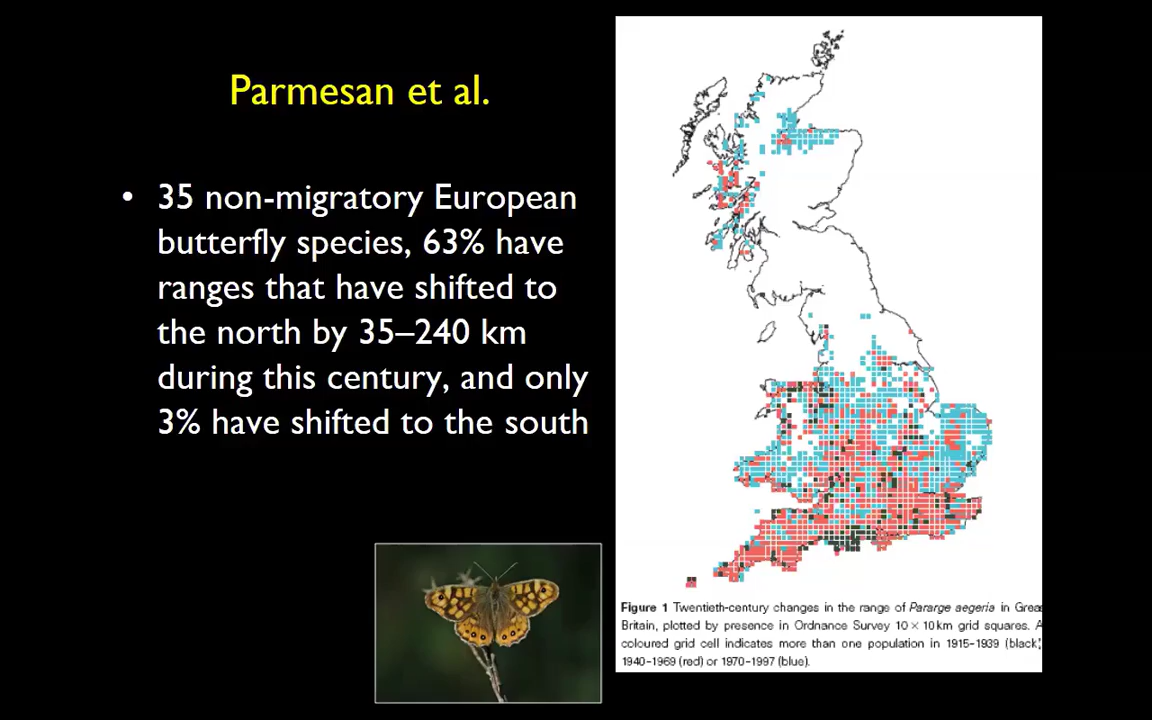 Parmesan et al.
• 35 non-migratory European
butterfly species, 63% have
ranges that have shifted to
the north by 35–240 km
during this century, and only
3% have shifted to the south
Figure 1 Twentieth-century changes in the range of Pararge aegeria in Grea
Britain, plotted by presence in Ordnance Survey 10 × 10 km grid squares. A
coloured grid cell indicates more than one population in 1915–1939 (black),
1940–1969 (red) or 1970–1997 (blue).